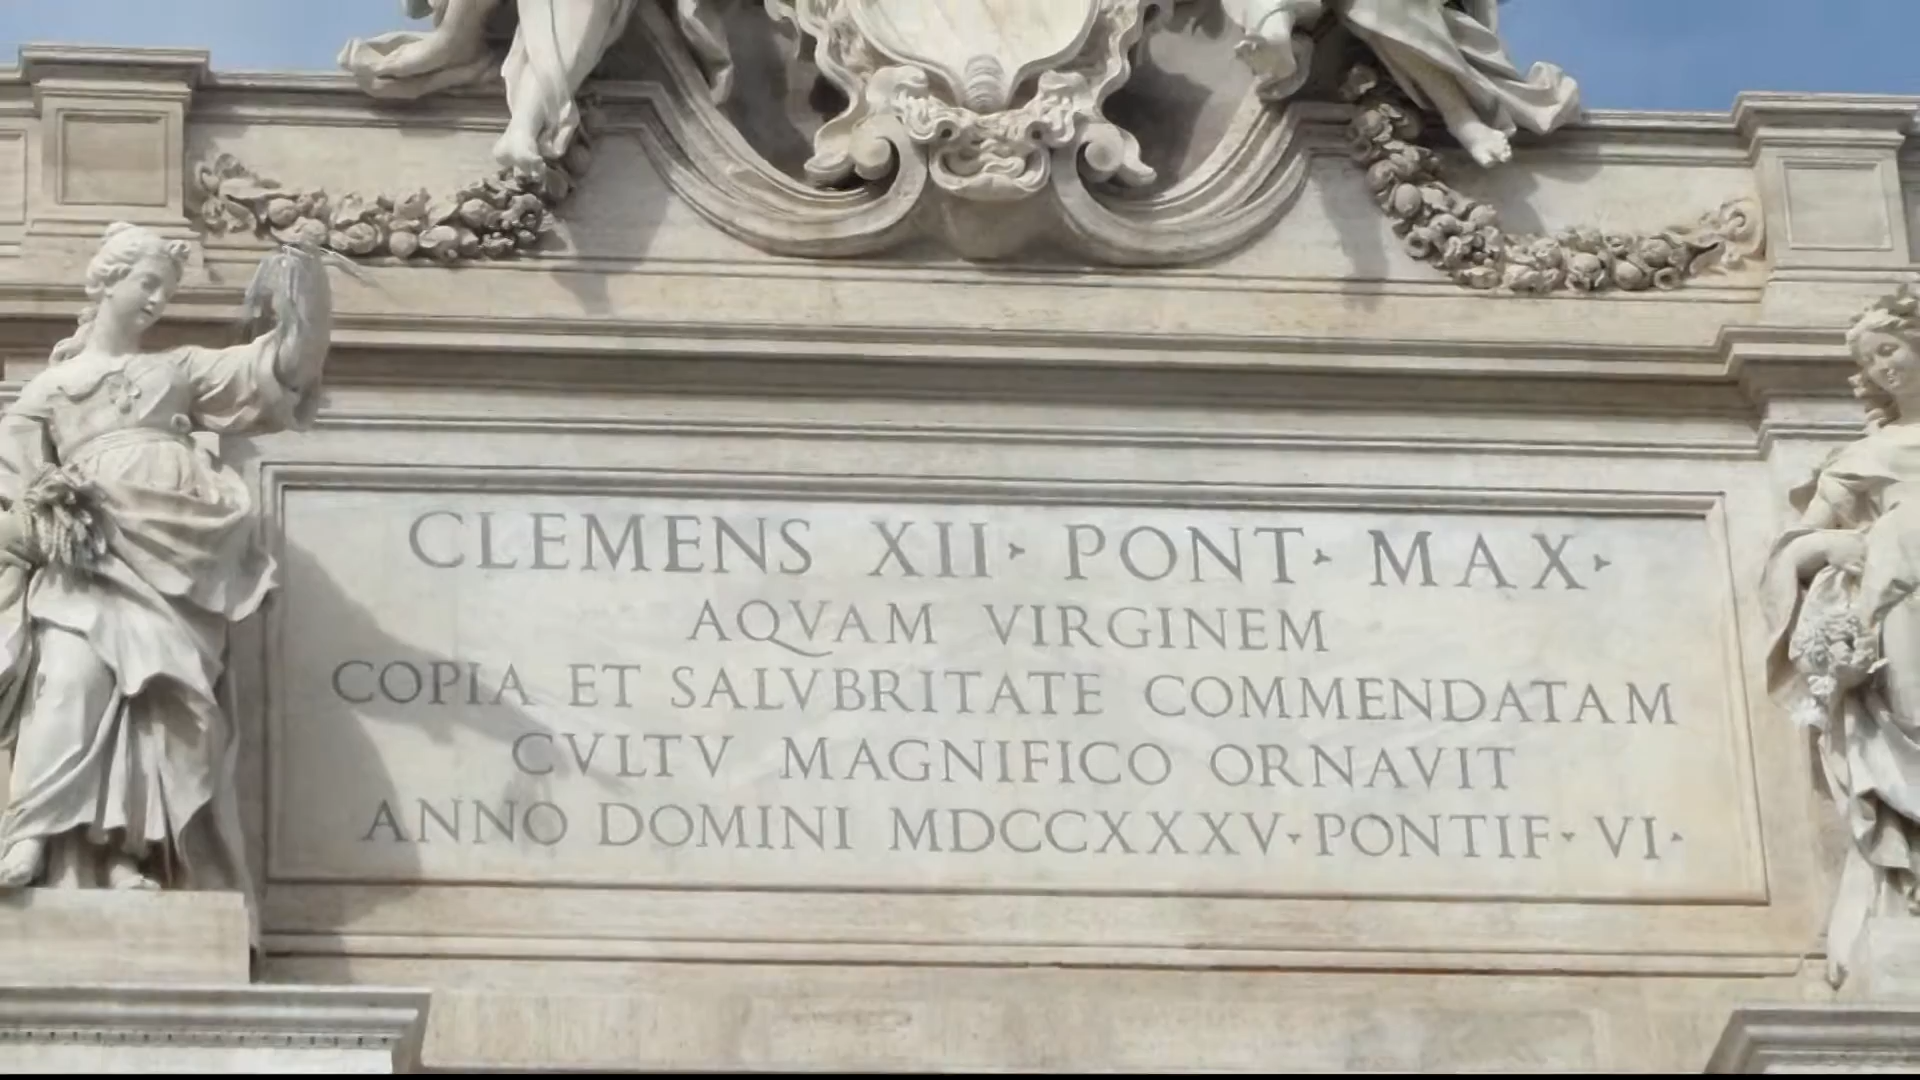 CLEMENS XII · PONT · MAX ·
AQVAM VIRGINEM
COPIA ET SALVBRITATE COMMENDATAM
CVLTV MAGNIFICO ORNAVIT
ANNO DOMINI MDCCXXXV · PONTIF · VI ·